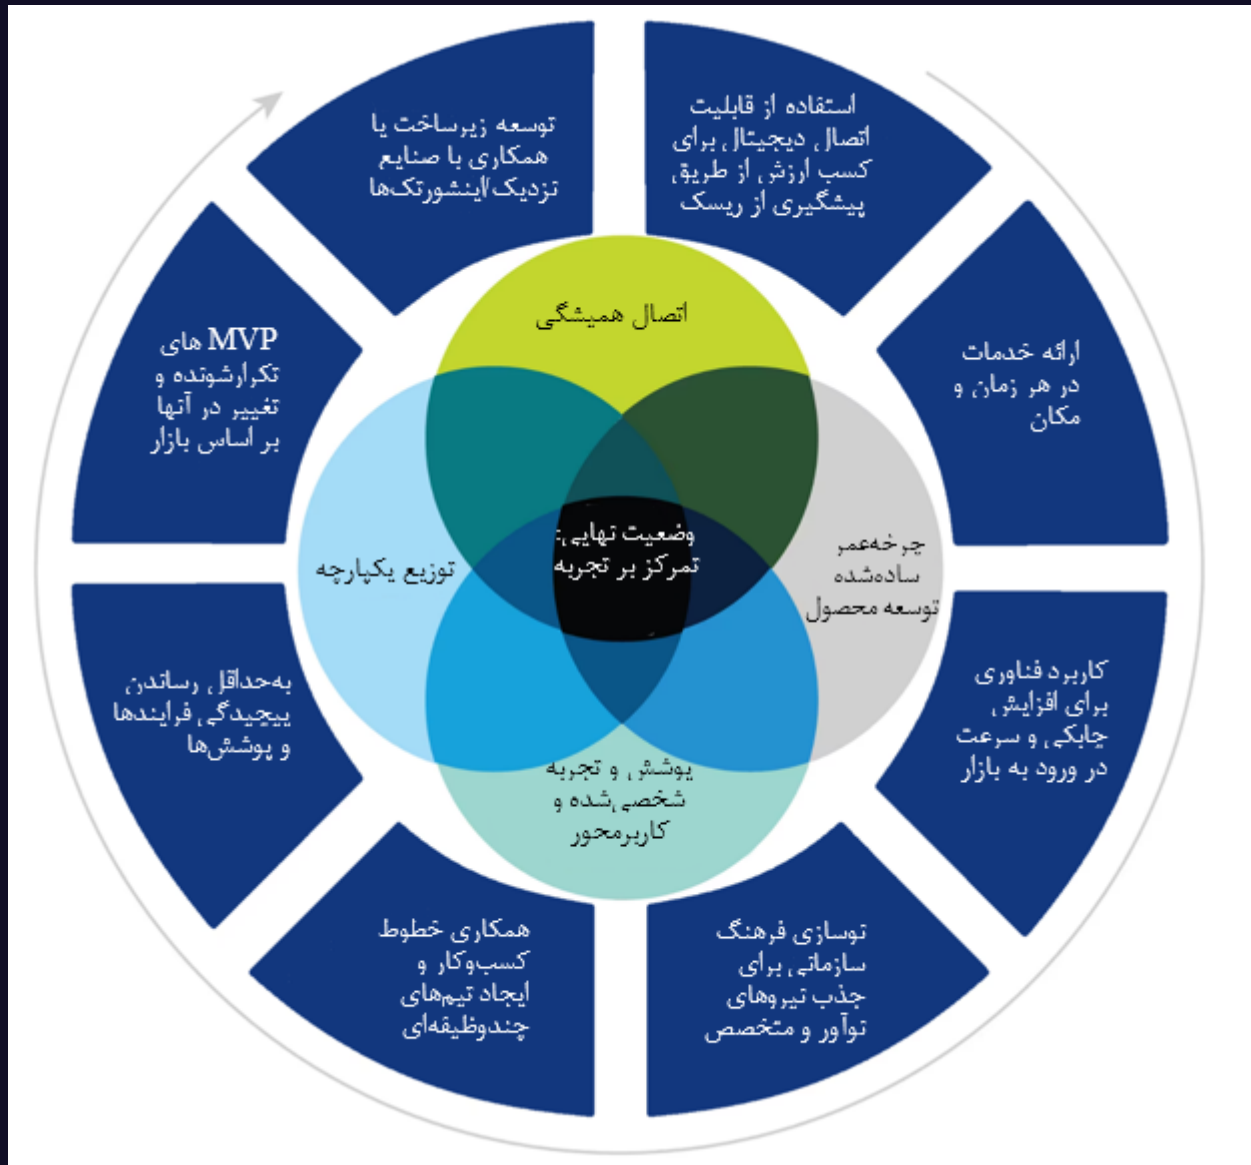 استفاده از قابلیت
اتصال دیجیتال برای
کسب ارزش از طریق
پیشگیری از ریسک
ارائه خدمات
در هر زمان و
مکان
کاربرد فناوری
برای افزایش
چابکی و سرعت
در ورود به بازار
نوسازی فرهنگ
سازمانی برای
جذب نیروهای
نوآور و متخصص
همکاری خطوط
کسب‌وکار و
ایجاد تیم‌های
چندوظیفه‌ای
به‌حداقل رساندن
پیچیدگی فرایندها
و پوشش‌ها
MVP های
تکرارشونده و
تغییر در آنها
بر اساس بازار
توسعه زیرساخت یا
همکاری با صنایع
نزدیک/اینشورتک‌ها
اتصال همیشگی
چرخه‌عمر
ساده‌شده
توسعه محصول
پوشش و تجربه
شخصی‌شده و
کاربرمحور
توزیع یکپارچه
وضعیت نهایی:
تمرکز بر تجربه